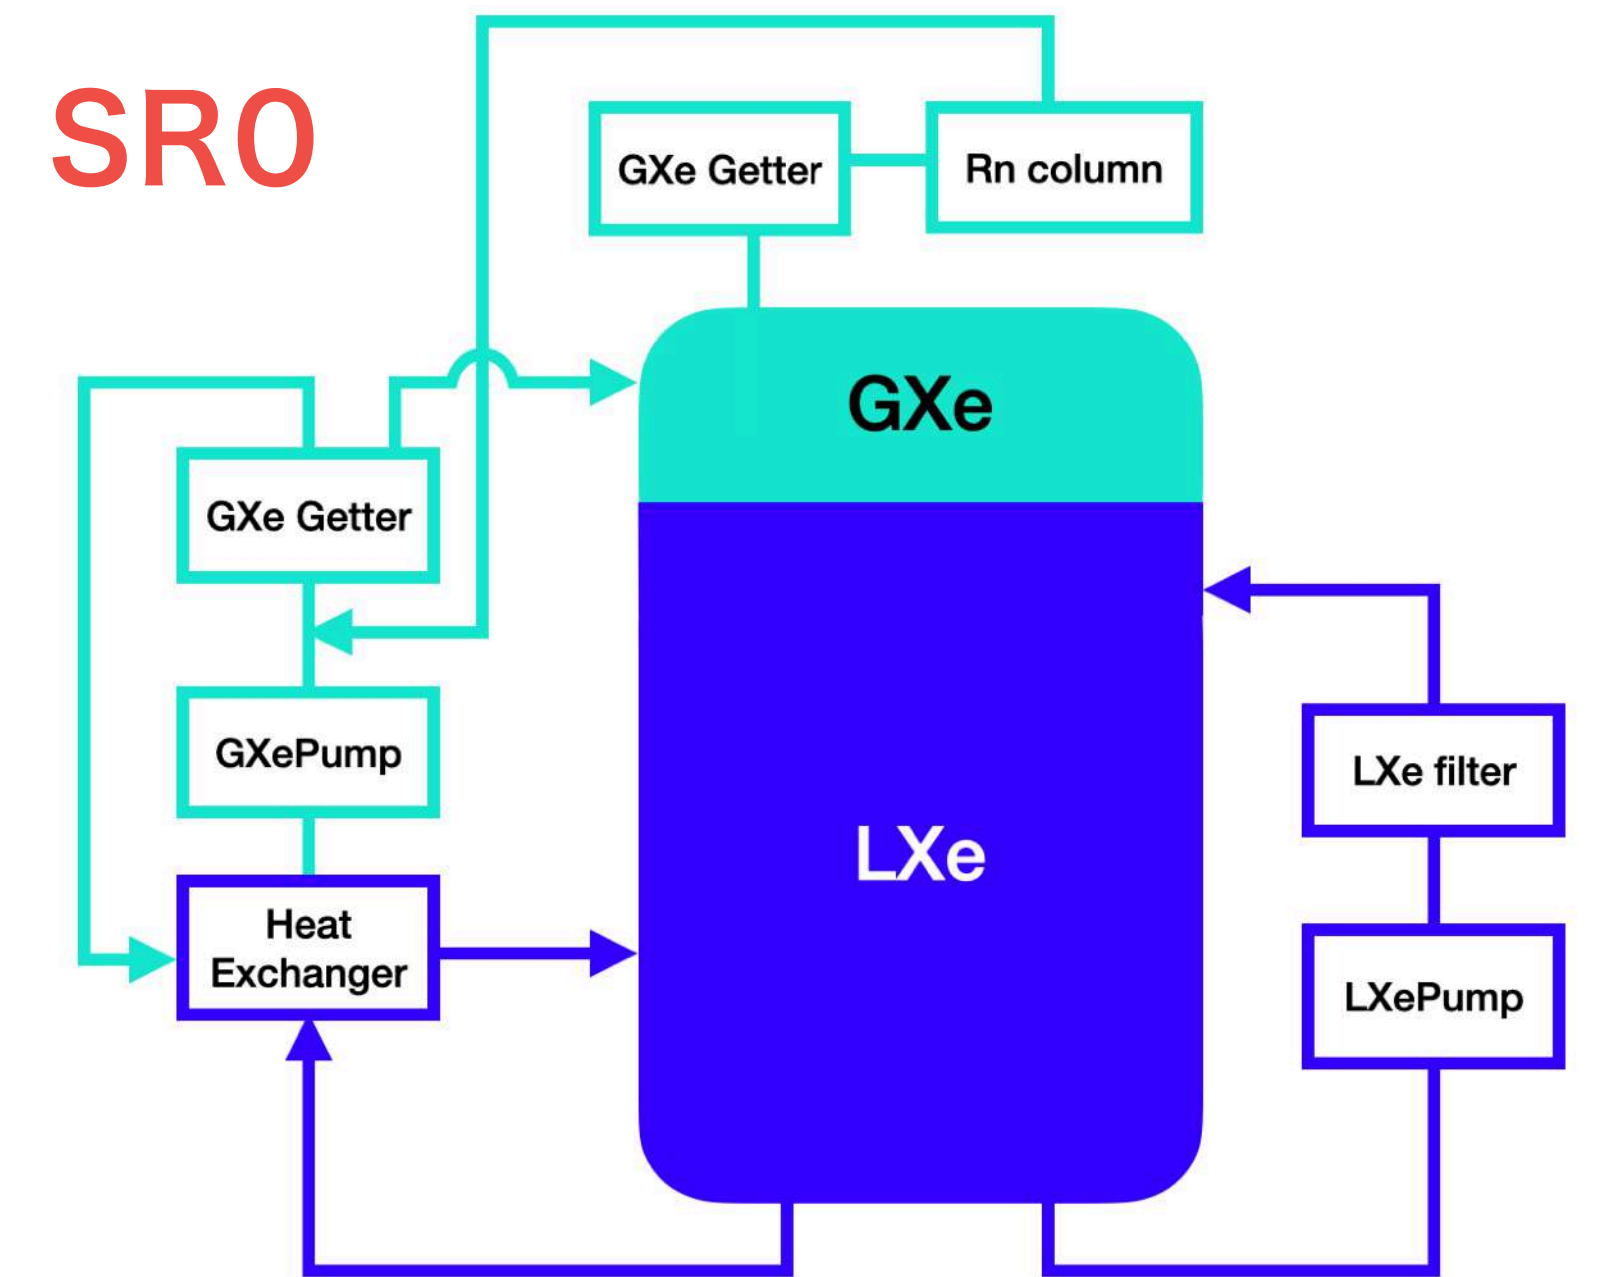 SR0
GXe Getter
Rn column
GXe
GXe Getter
GXePump
LXe filter
LXe
Heat
Exchanger
LXePump